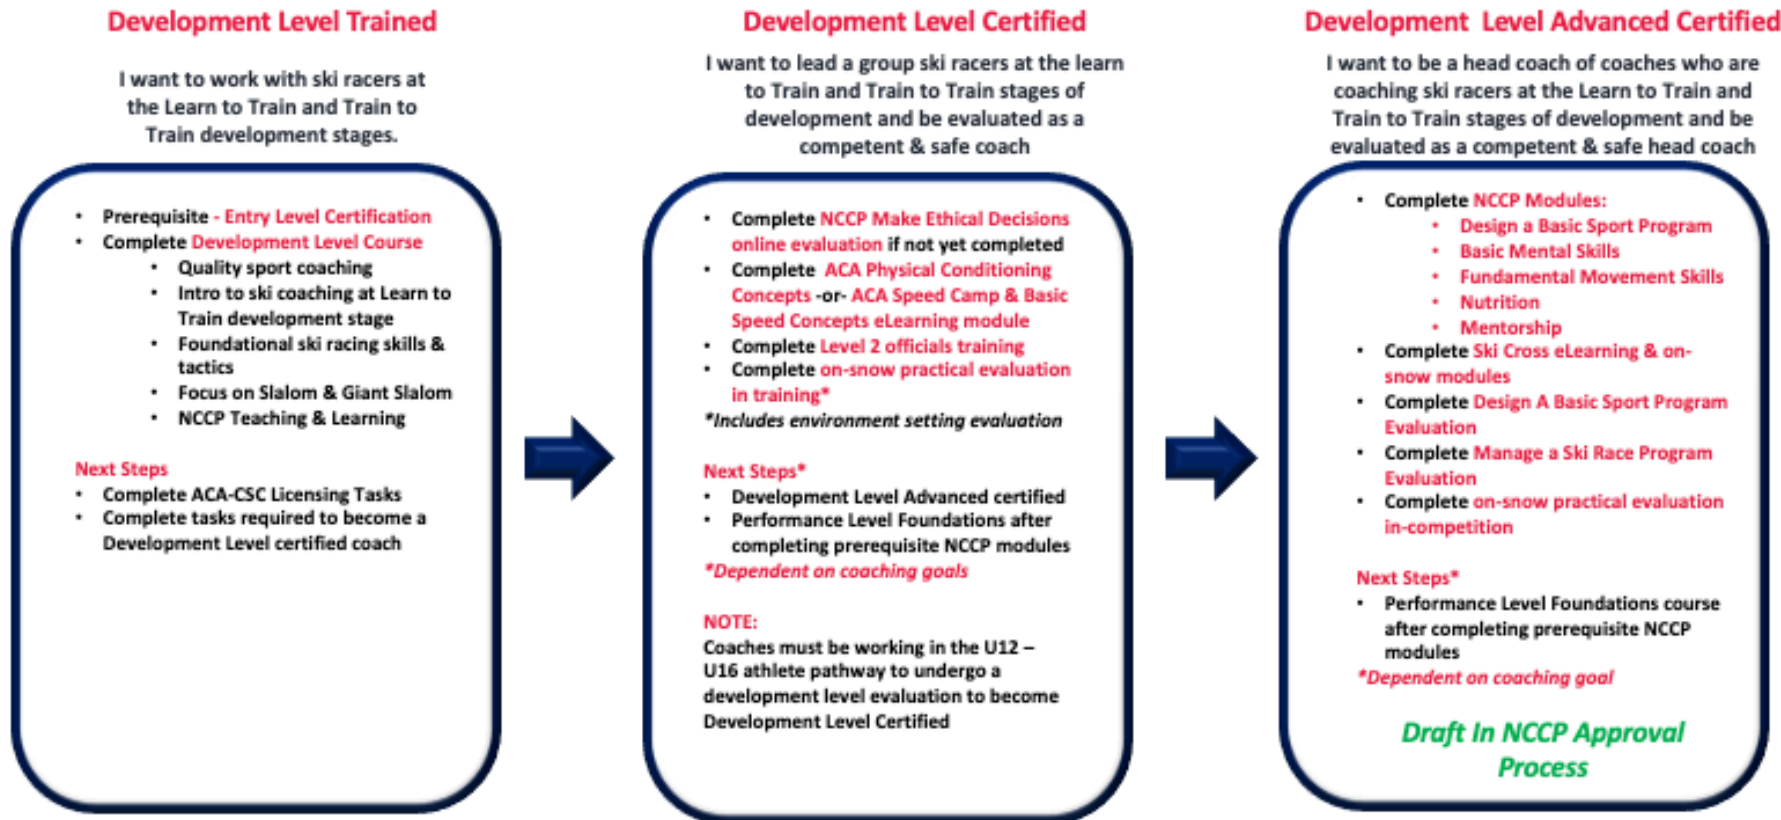 Development Level Trained
I want to work with ski racers at
the Learn to Train and Train to
Train development stages.
• Prerequisite - Entry Level Certification
• Complete Development Level Course
• Quality sport coaching
• Intro to ski coaching at Learn to
Train development stage
• Foundational ski racing skills &
tactics
• Focus on Slalom & Giant Slalom
• NCCP Teaching & Learning
Next Steps
• Complete ACA-CSC Licensing Tasks
• Complete tasks required to become a
Development Level certified coach
Development Level Certified
I want to lead a group ski racers at the learn
to Train and Train to Train stages of
development and be evaluated as a
competent & safe coach
• Complete NCCP Make Ethical Decisions
online evaluation if not yet completed
• Complete ACA Physical Conditioning
Concepts -or- ACA Speed Camp & Basic
Speed Concepts eLearning module
• Complete Level 2 officials training
• Complete on-snow practical evaluation
in training*
*Includes environment setting evaluation
Next Steps*
• Development Level Advanced certified
• Performance Level Foundations after
completing prerequisite NCCP modules
*Dependent on coaching goals
NOTE:
Coaches must be working in the U12 –
U16 athlete pathway to undergo a
development level evaluation to become
Development Level Certified
Development Level Advanced Certified
I want to be a head coach of coaches who are
coaching ski racers at the Learn to Train and
Train to Train stages of development and be
evaluated as a competent & safe head coach
• Complete NCCP Modules:
• Design a Basic Sport Program
• Basic Mental Skills
• Fundamental Movement Skills
• Nutrition
• Mentorship
• Complete Ski Cross eLearning & on-
snow modules
• Complete Design A Basic Sport Program
Evaluation
• Complete Manage a Ski Race Program
Evaluation
• Complete on-snow practical evaluation
in-competition
Next Steps*
• Performance Level Foundations course
after completing prerequisite NCCP
modules
*Dependent on coaching goal
Draft In NCCP Approval
Process